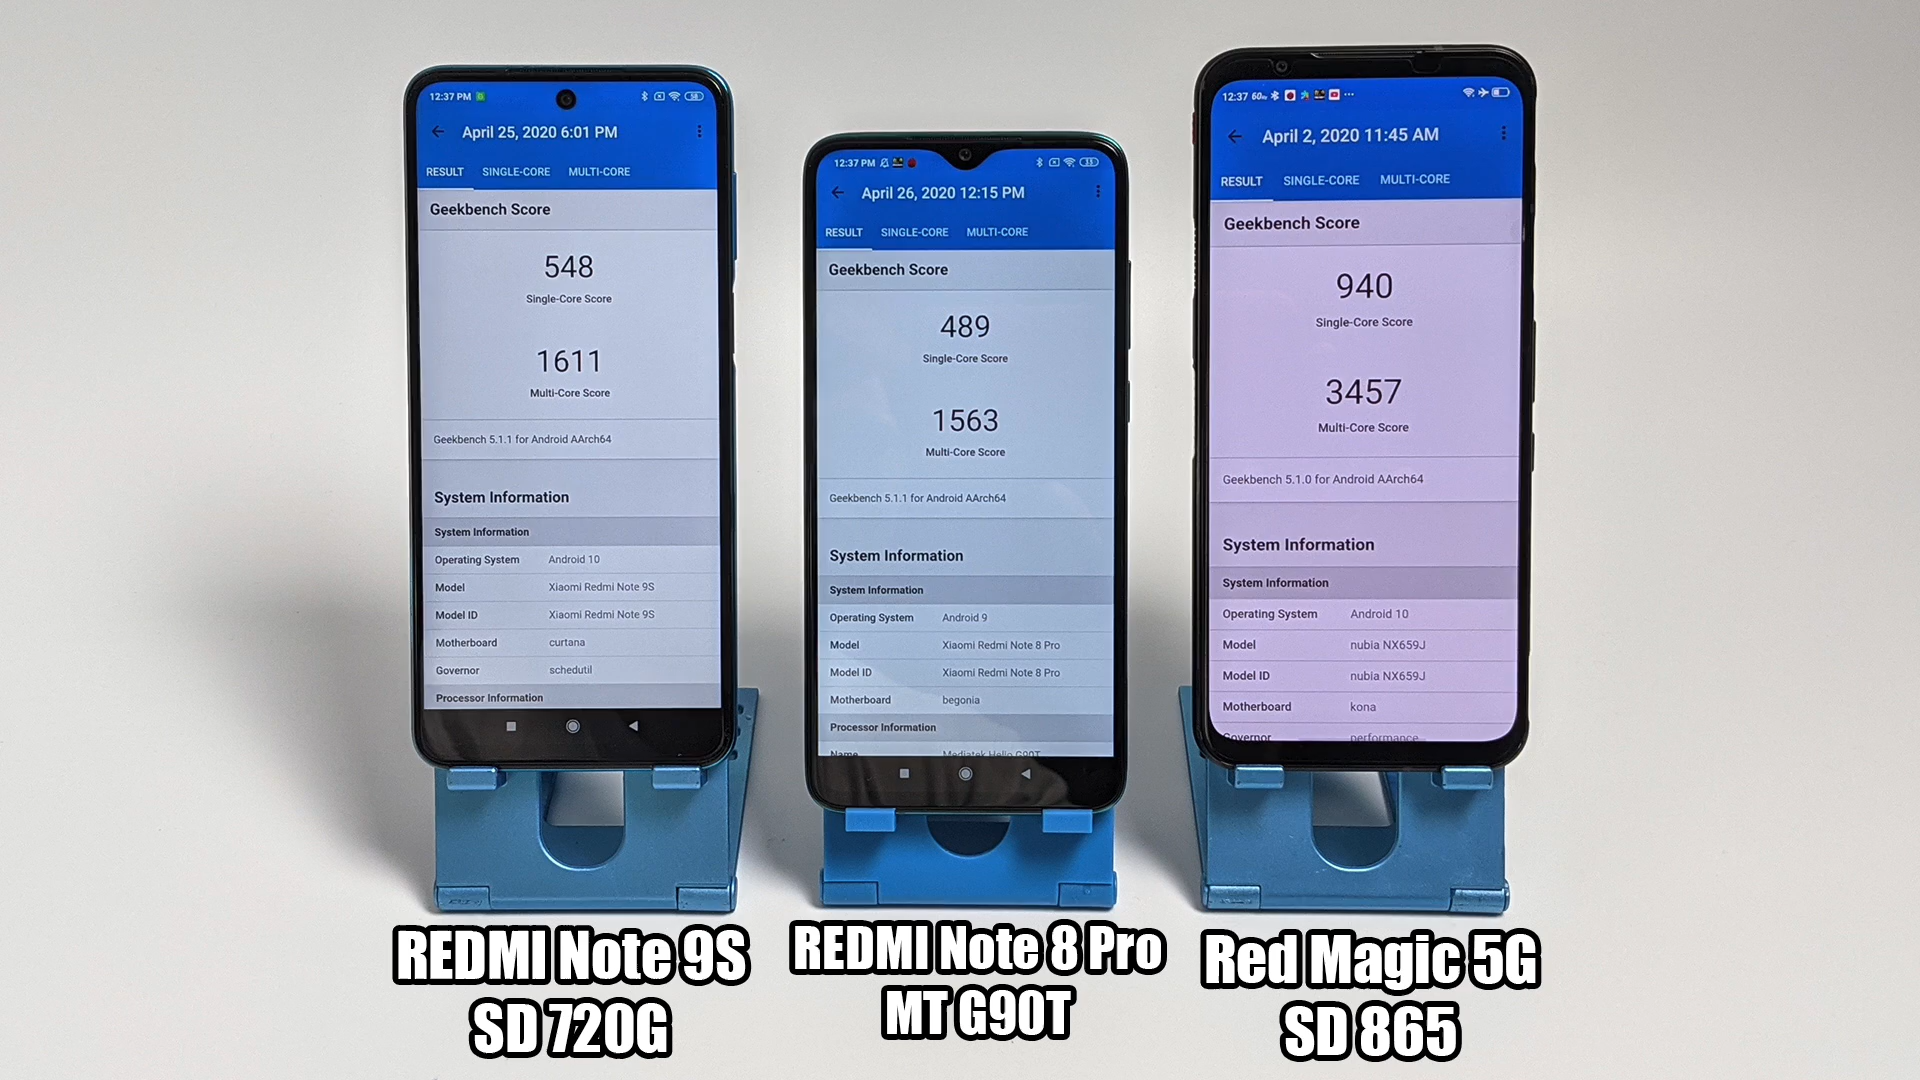 12:37 PM
58
April 25, 2020 6:01 PM
RESULT SINGLE-CORE MULTI-CORE
Geekbench Score
548
Single-Core Score
1611
Multi-Core Score
Geekbench 5.1.1 for Android AArch64
System Information
System Information
Operating System Android 10
Model Xiaomi Redmi Note 9S
Model ID Xiaomi Redmi Note 9S
Motherboard curtana
Governor schedutil
Processor Information
REDMI Note 9S
SD 720G
12:37 PM
33
April 26, 2020 12:15 PM
RESULT SINGLE-CORE MULTI-CORE
Geekbench Score
489
Single-Core Score
1563
Multi-Core Score
Geekbench 5.1.1 for Android AArch64
System Information
System Information
Operating System Android 9
Model Xiaomi Redmi Note 8 Pro
Model ID Xiaomi Redmi Note 8 Pro
Motherboard begonia
Processor Information
Name Mediatek Helio G90T
REDMI Note 8 Pro
MT G90T
12:37 60Hz
April 2, 2020 11:45 AM
RESULT SINGLE-CORE MULTI-CORE
Geekbench Score
940
Single-Core Score
3457
Multi-Core Score
Geekbench 5.1.0 for Android AArch64
System Information
System Information
Operating System Android 10
Model nubia NX659J
Model ID nubia NX659J
Motherboard kona
Governor performance
Red Magic 5G
SD 865